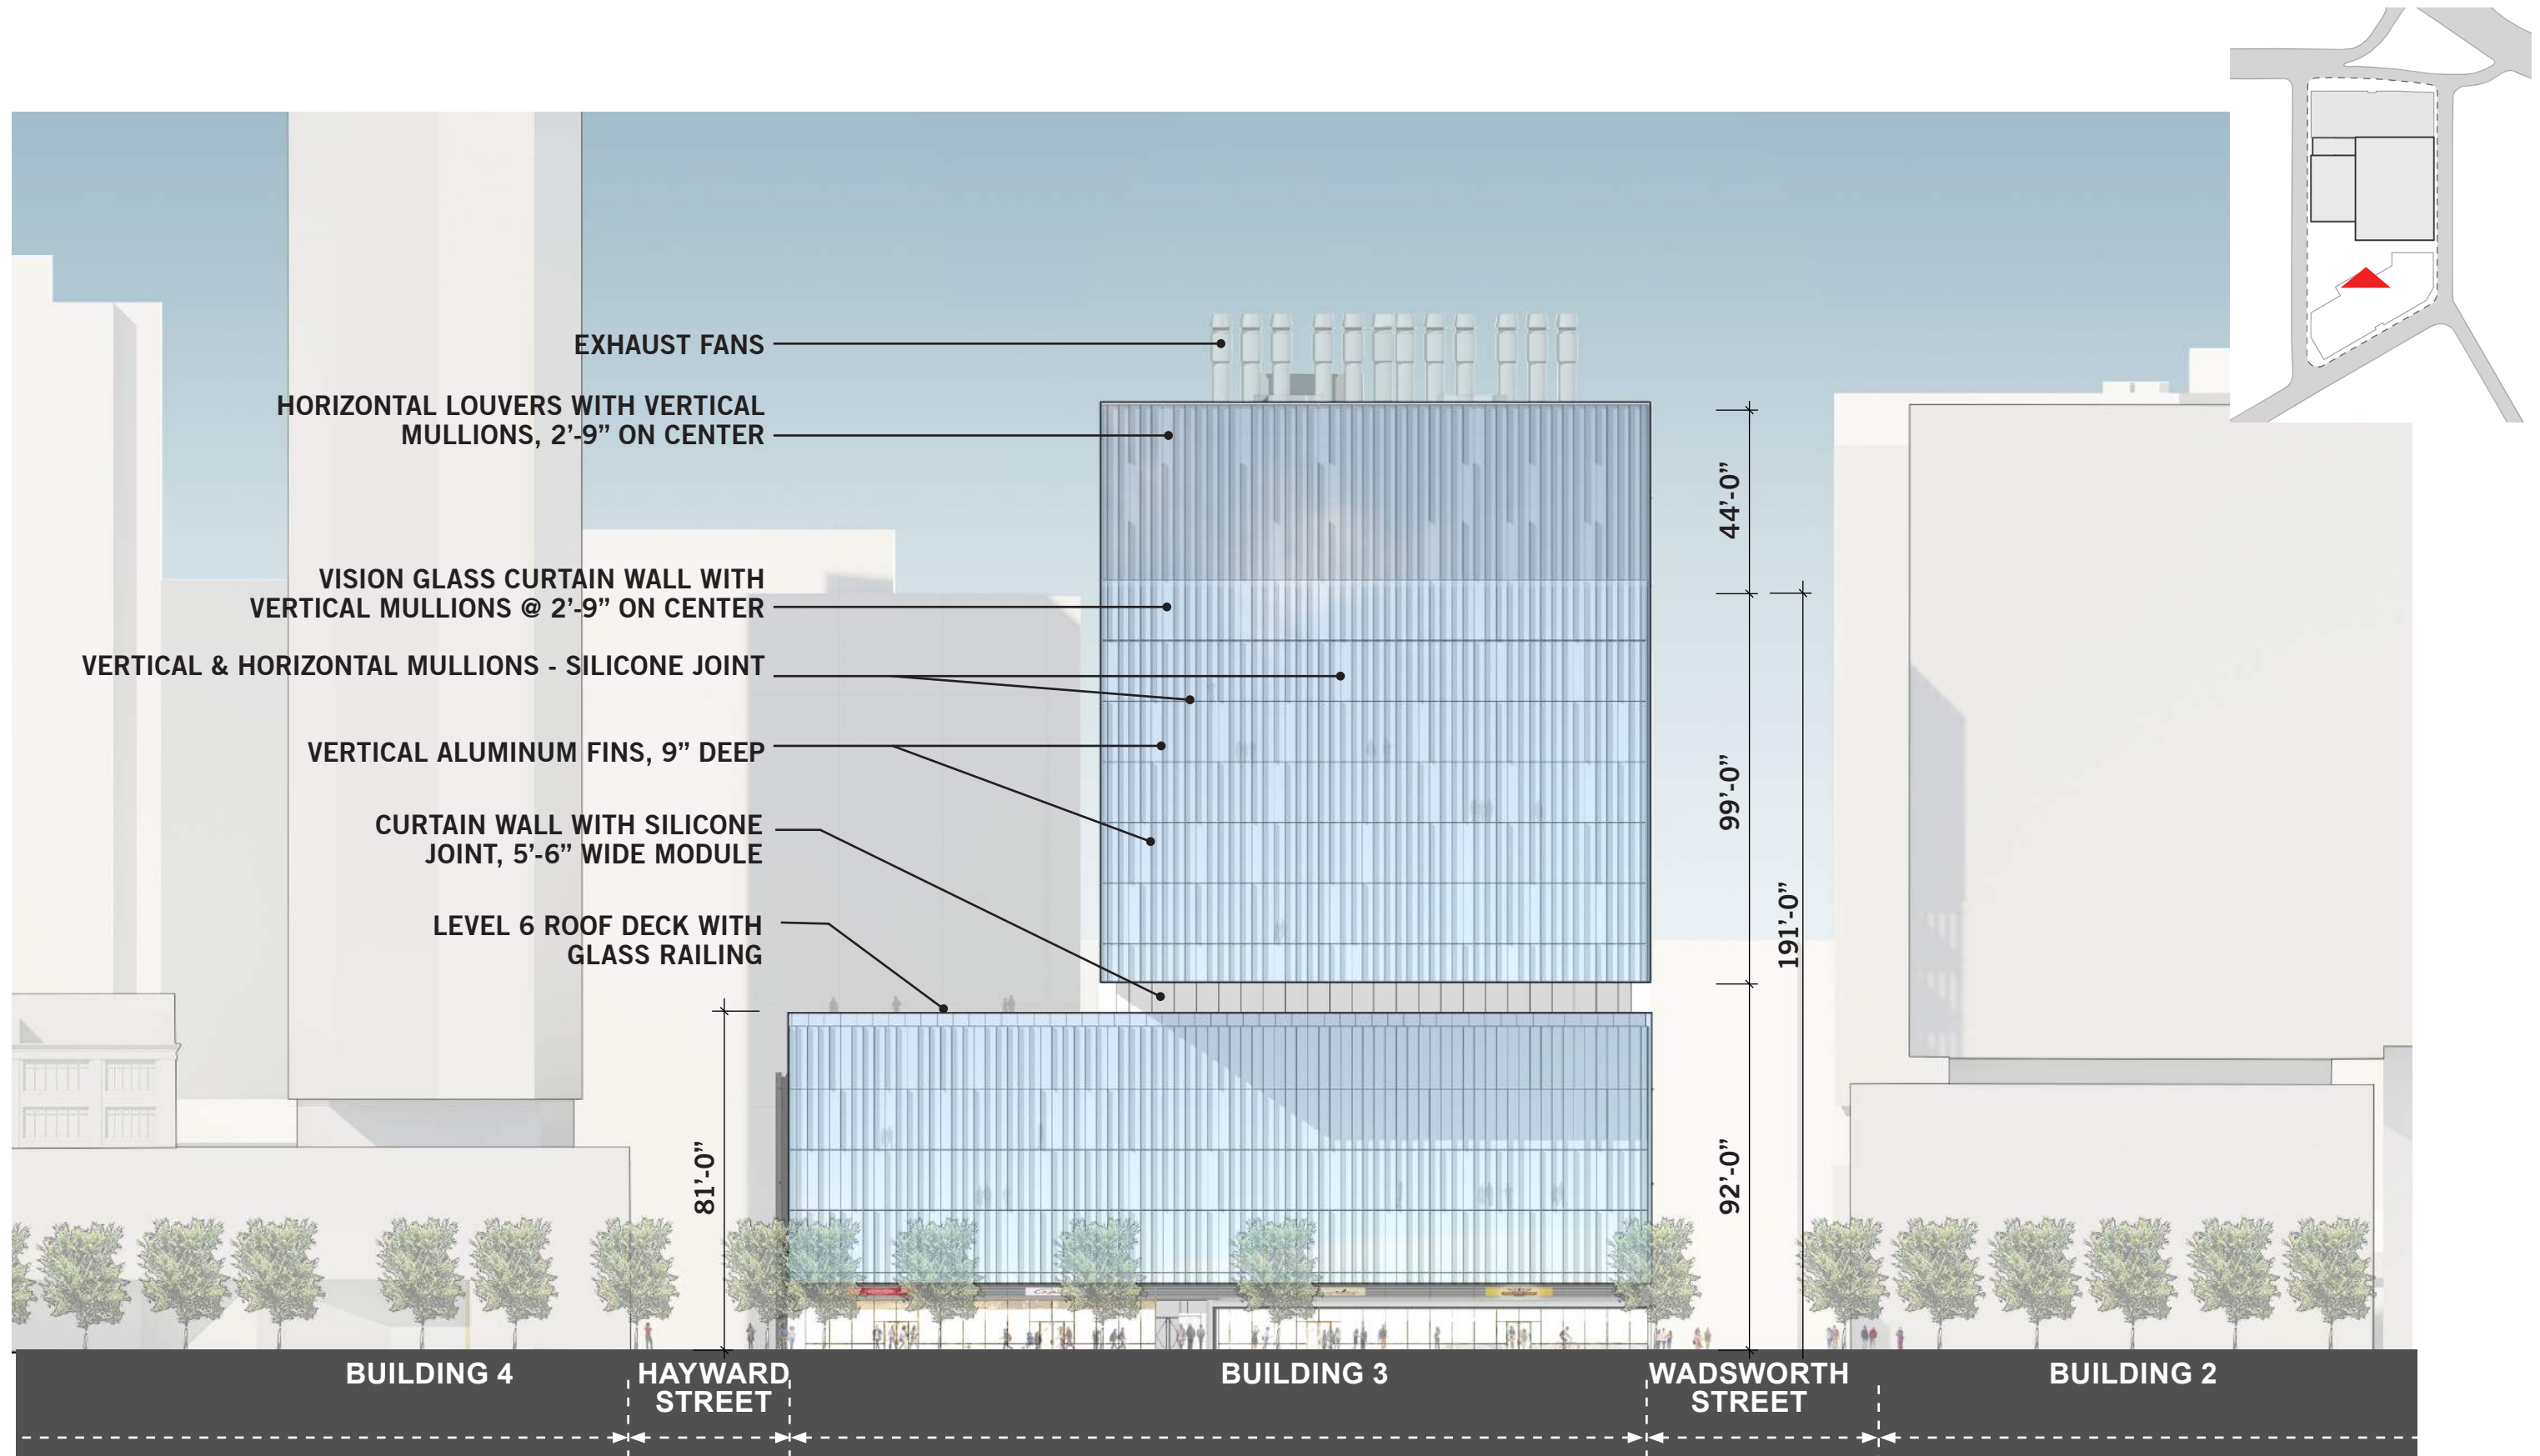 EXHAUST FANS
HORIZONTAL LOUVERS WITH VERTICAL
MULLIONS, 2’-9” ON CENTER
VISION GLASS CURTAIN WALL WITH
VERTICAL MULLIONS @ 2’-9” ON CENTER
VERTICAL & HORIZONTAL MULLIONS - SILICONE JOINT
VERTICAL ALUMINUM FINS, 9” DEEP
CURTAIN WALL WITH SILICONE
JOINT, 5’-6” WIDE MODULE
LEVEL 6 ROOF DECK WITH
GLASS RAILING
81’-0”
44’-0”
99’-0”
92’-0”
191’-0”
BUILDING 4
HAYWARD
STREET
BUILDING 3
WADSWORTH
STREET
BUILDING 2